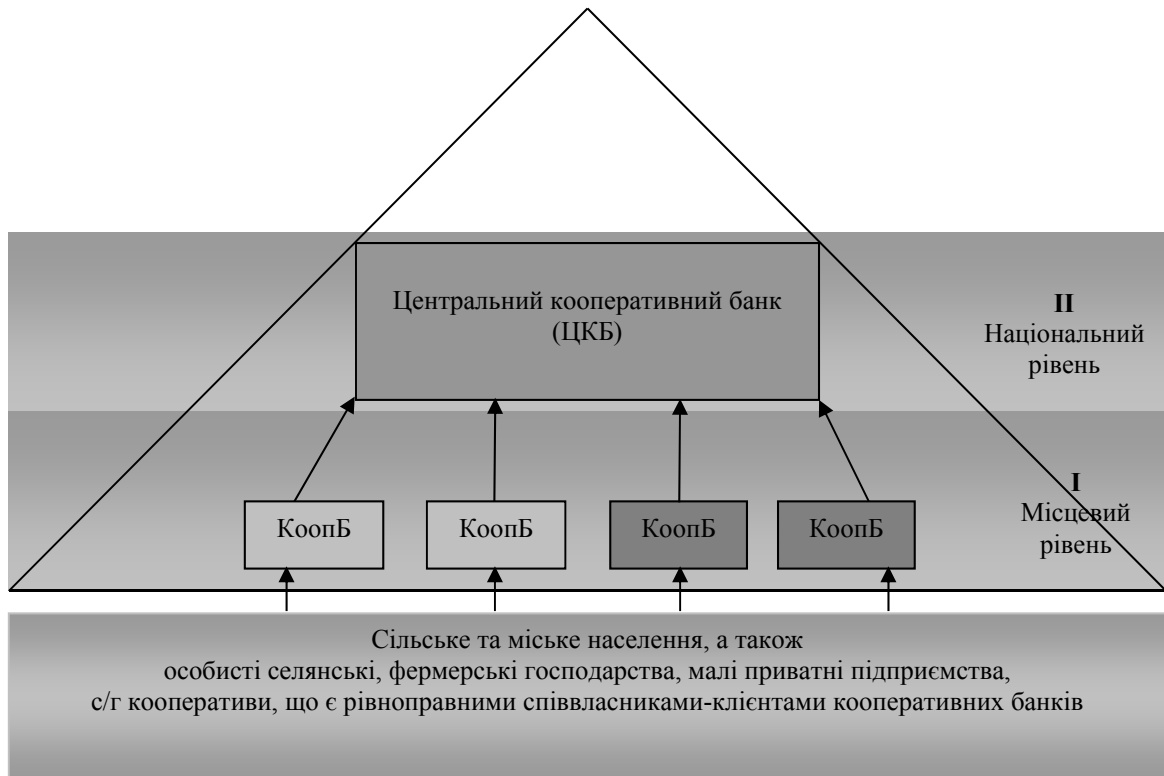 Центральний кооперативний банк
(ЦКБ)
II
Національний
рівень
КоопБ
КоопБ
КоопБ
КоопБ
I
Місцевий
рівень
Сільське та міське населення, а також
особисті селянські, фермерські господарства, малі приватні підприємства,
с/г кооперативи, що є рівноправними співвласниками-клієнтами кооперативних банків